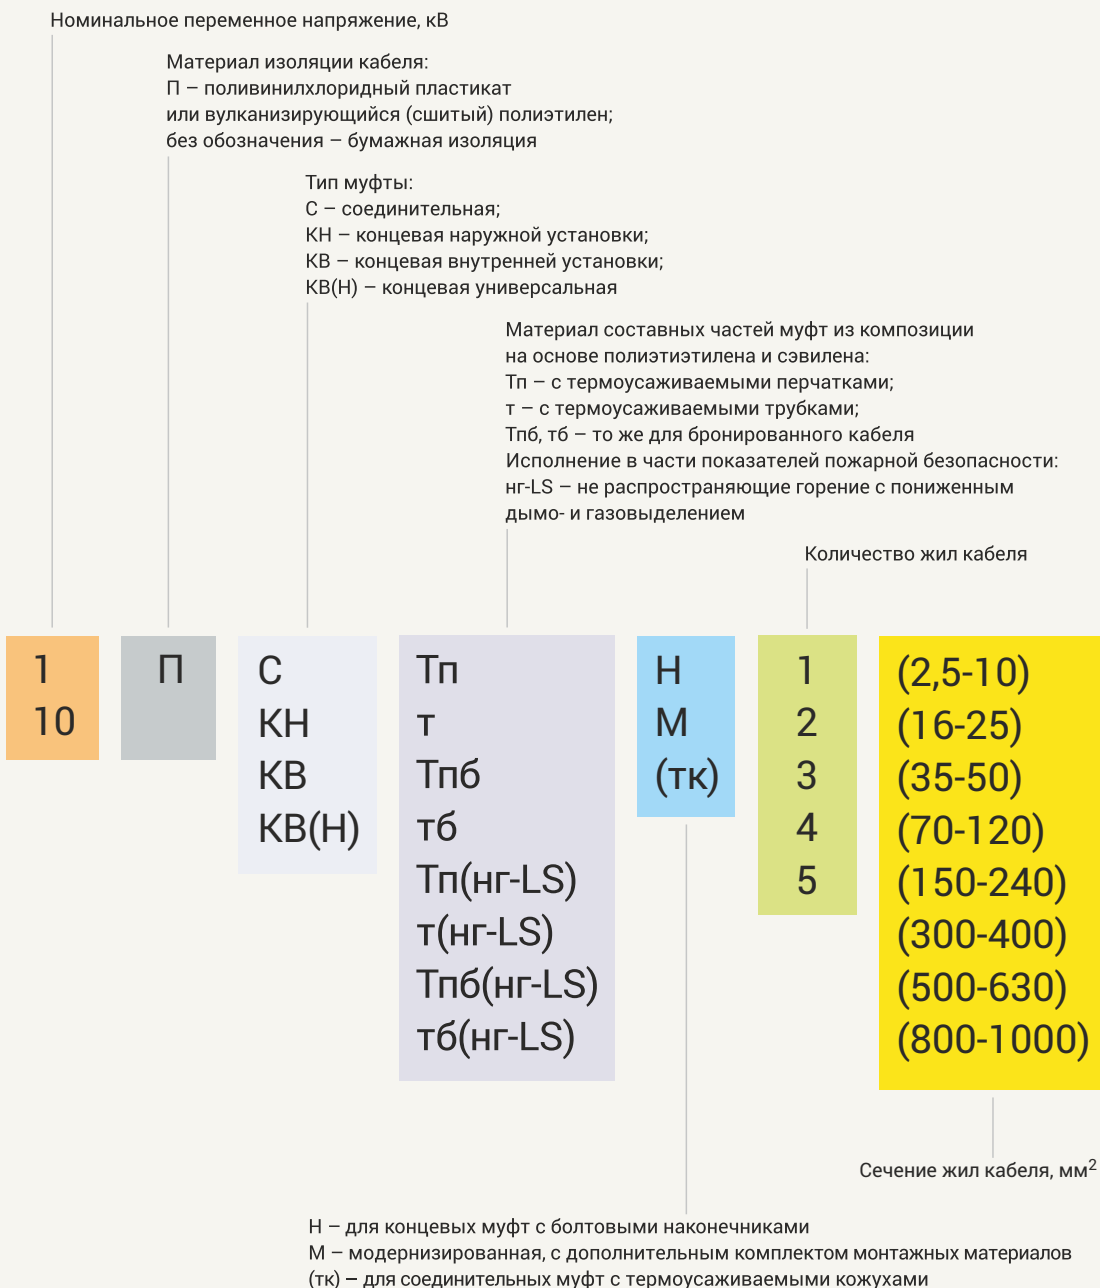 Номинальное переменное напряжение, кВ
Материал изоляции кабеля:
П – поливинилхлоридный пластикат
или вулканизирующийся (сшитый) полиэтилен;
без обозначения – бумажная изоляция
Тип муфты:
С – соединительная;
КН – концевая наружной установки;
КВ – концевая внутренней установки;
КВ(Н) – концевая универсальная
Материал составных частей муфт из композиции
на основе полиэтиэтилена и сэвилена:
Тп – с термоусаживаемыми перчатками;
т – с термоусаживаемыми трубками;
Тпб, тб – то же для бронированного кабеля
Исполнение в части показателей пожарной безопасности:
нг-LS – не распространяющие горение с пониженным
дымо- и газовыделением
Количество жил кабеля
1
10
П
С
КН
КВ
КВ(Н)
Тп
т
Тпб
тб
Тп(нг-LS)
т(нг-LS)
Тпб(нг-LS)
тб(нг-LS)
Н
М
(тк)
1
2
3
4
5
(2,5-10)
(16-25)
(35-50)
(70-120)
(150-240)
(300-400)
(500-630)
(800-1000)
Сечение жил кабеля, мм²
Н – для концевых муфт с болтовыми наконечниками
М – модернизированная, с дополнительным комплектом монтажных материалов
(тк) – для соединительных муфт с термоусаживаемыми кожухами